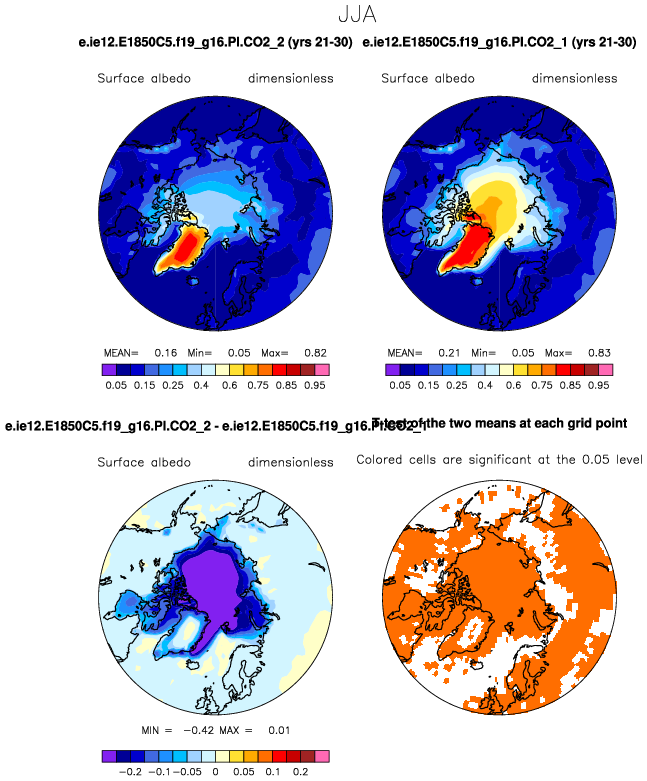 JJA
e.ie12.E1850C5.f19_g16.PI.CO2_2 (yrs 21-30)
e.ie12.E1850C5.f19_g16.PI.CO2_1 (yrs 21-30)
Surface albedo dimensionless
Surface albedo dimensionless
MEAN= 0.16 Min= 0.05 Max= 0.82
MEAN= 0.21 Min= 0.05 Max= 0.83
0.05 0.15 0.25 0.4 0.6 0.75 0.85 0.95
0.05 0.15 0.25 0.4 0.6 0.75 0.85 0.95
e.ie12.E1850C5.f19_g16.PI.CO2_2 - e.ie12.E1850C5.f19_g16.PI.CO2_1
T-test of the two means at each grid point
Surface albedo dimensionless
Colored cells are significant at the 0.05 level
MIN = -0.42 MAX = 0.01
-0.2 -0.1 -0.05 0 0.05 0.1 0.2